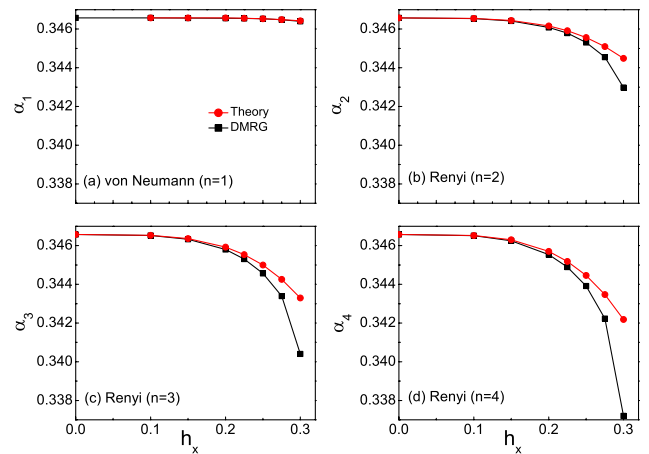 0.346
0.344
0.342
0.340
0.338
α1
Theory
DMRG
(a) von Neumann (n=1)
0.346
0.344
0.342
0.340
0.338
α2
(b) Renyi (n=2)
0.346
0.344
0.342
0.340
0.338
α3
(c) Renyi (n=3)
0.0 0.1 0.2 0.3
hx
0.346
0.344
0.342
0.340
0.338
α4
(d) Renyi (n=4)
0.0 0.1 0.2 0.3
hx